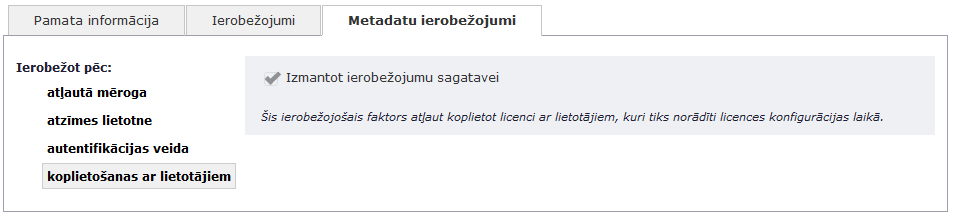 Pamata informācija
Ierobežojumi
Metadatu ierobežojumi
Ierobežot pēc:
atļautā mēroga
atzīmes lietotne
autentifikācijas veida
koplietošanas ar lietotājiem
Izmantot ierobežojumu sagatavei
Šis ierobežojošais faktors atļaut koplietot licenci ar lietotājiem, kuri tiks norādīti licences konfigurācijas laikā.